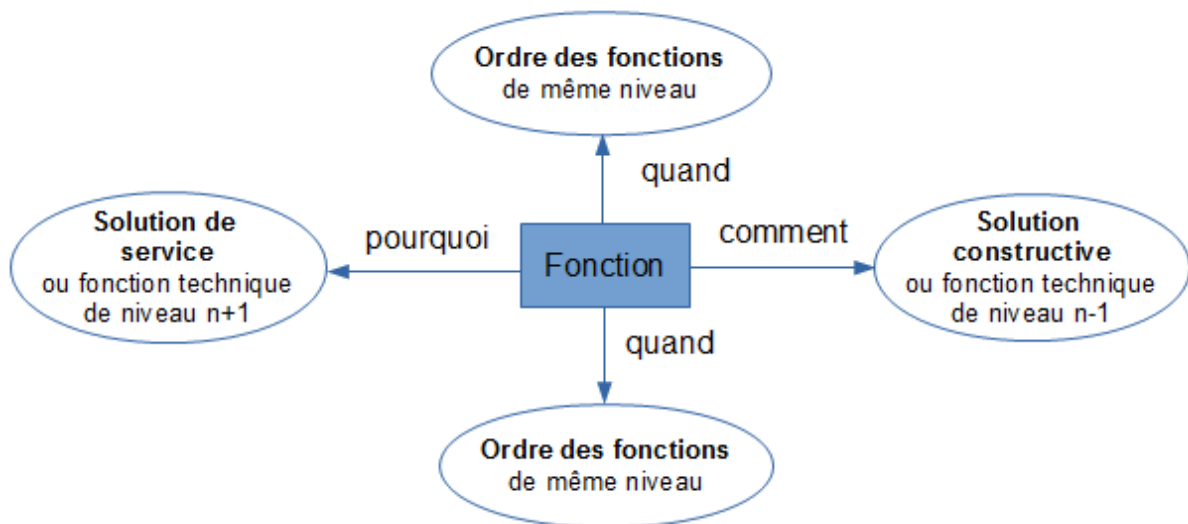 Ordre des fonctions
de même niveau
quand
Solution de
service
ou fonction technique
de niveau n+1
pourquoi
Fonction
comment
Solution
constructive
ou fonction technique
de niveau n-1
quand
Ordre des fonctions
de même niveau